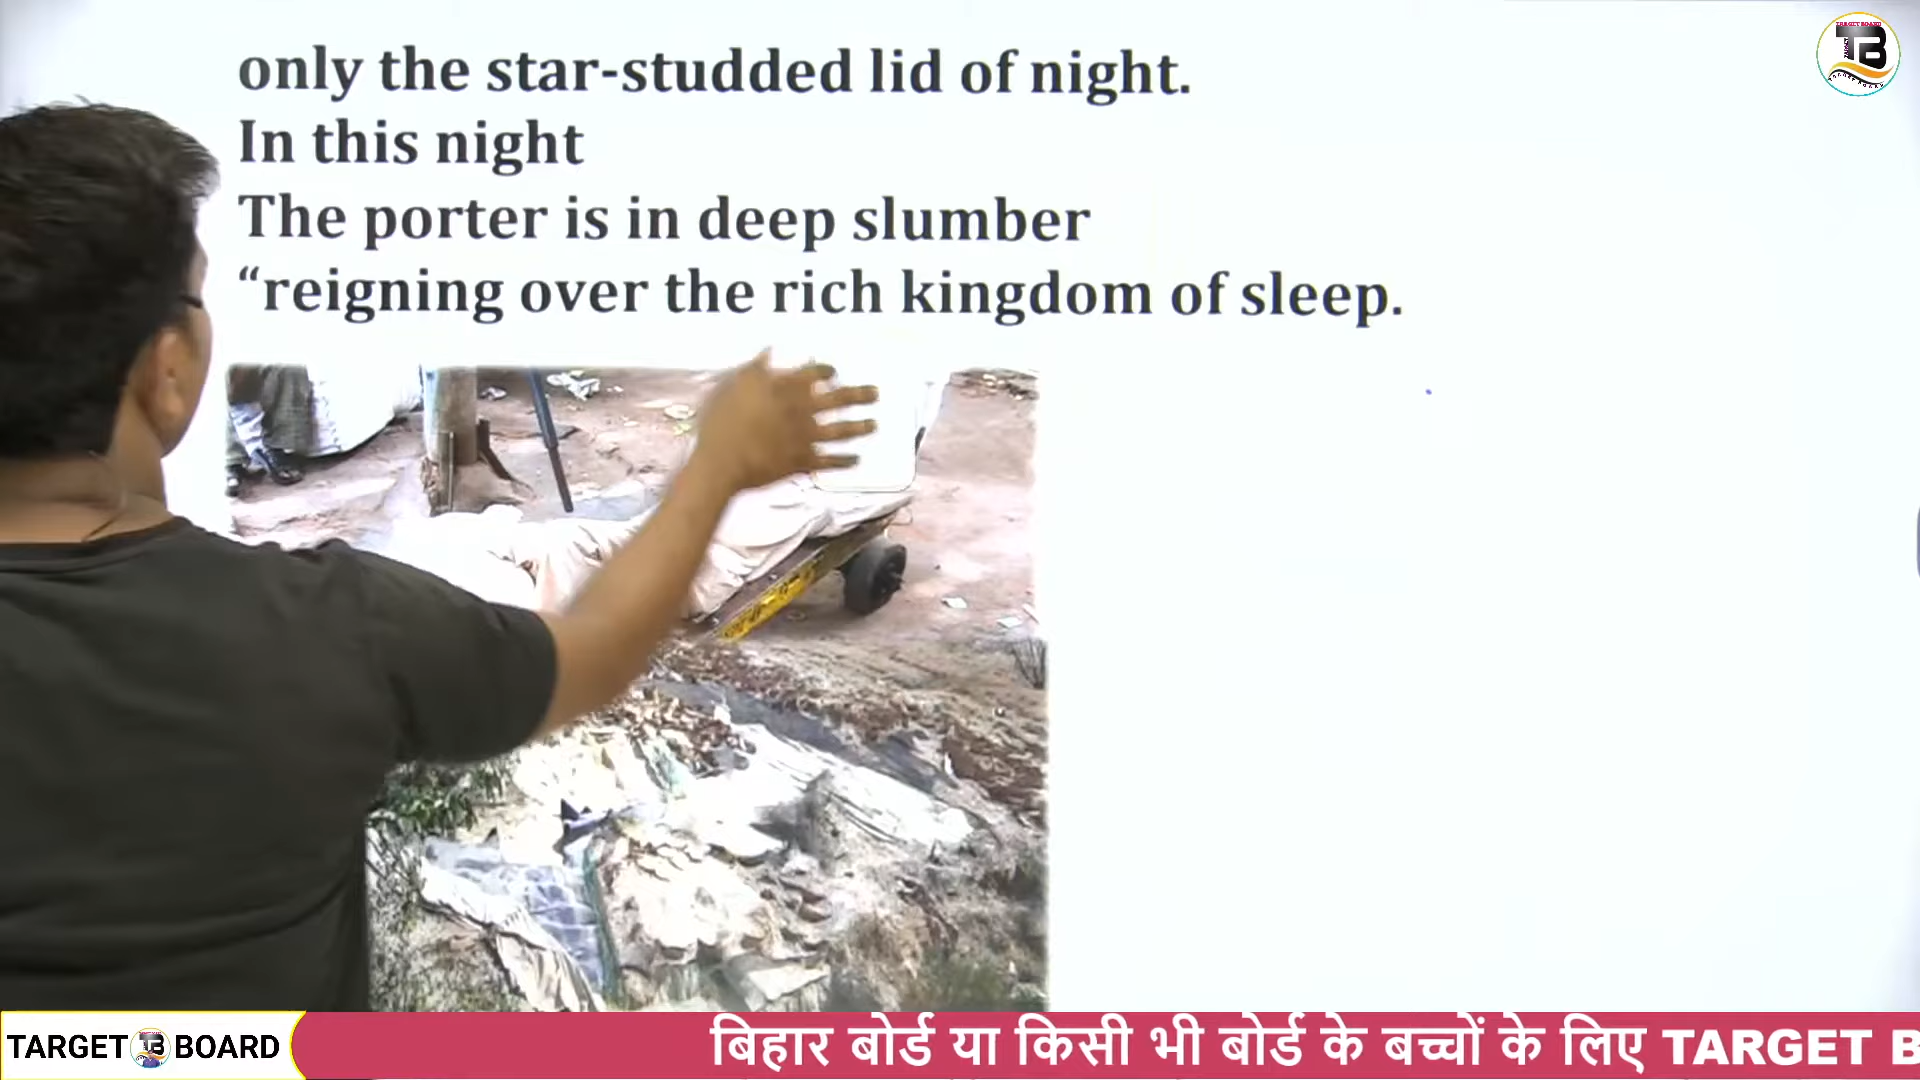 only the star-studded lid of night.
In this night
The porter is in deep slumber
“reigning over the rich kingdom of sleep.
TARGET BOARD
बिहार बोर्ड या किसी भी बोर्ड के बच्चों के लिए TARGET B